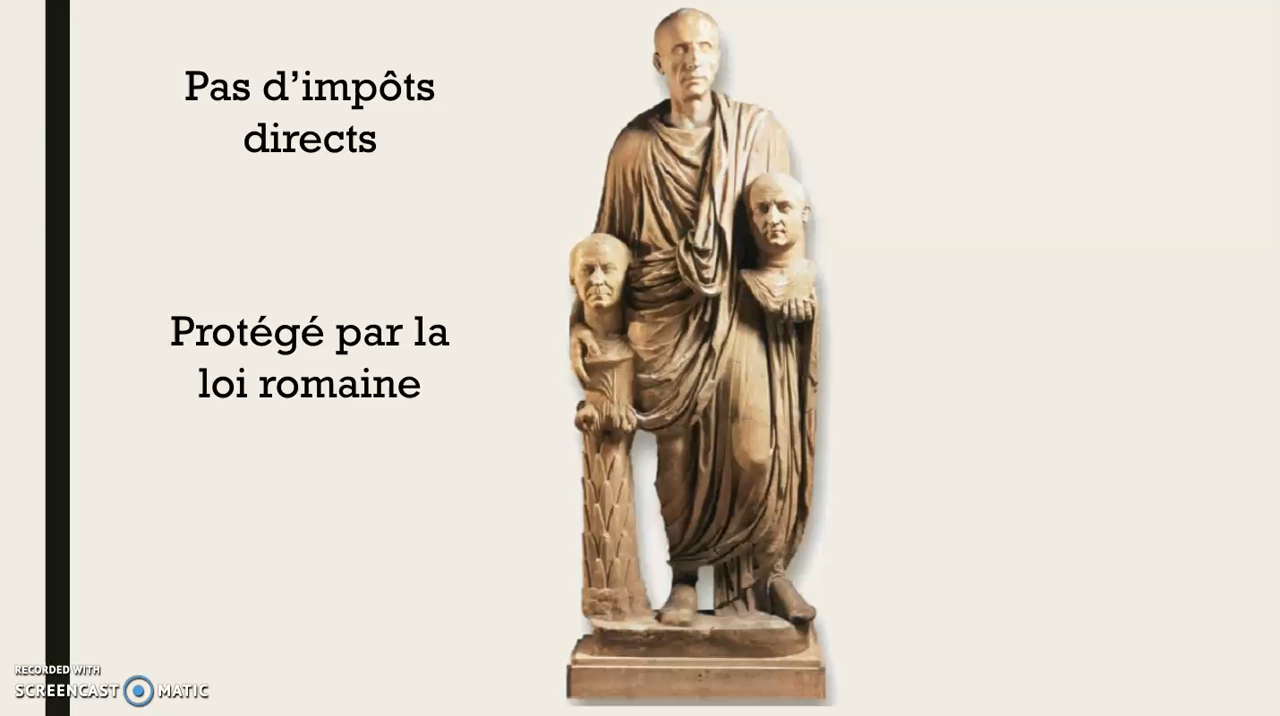 Pas d’impôts
directs
Protégé par la
loi romaine
RECORDED WITH
SCREENCAST MATIC